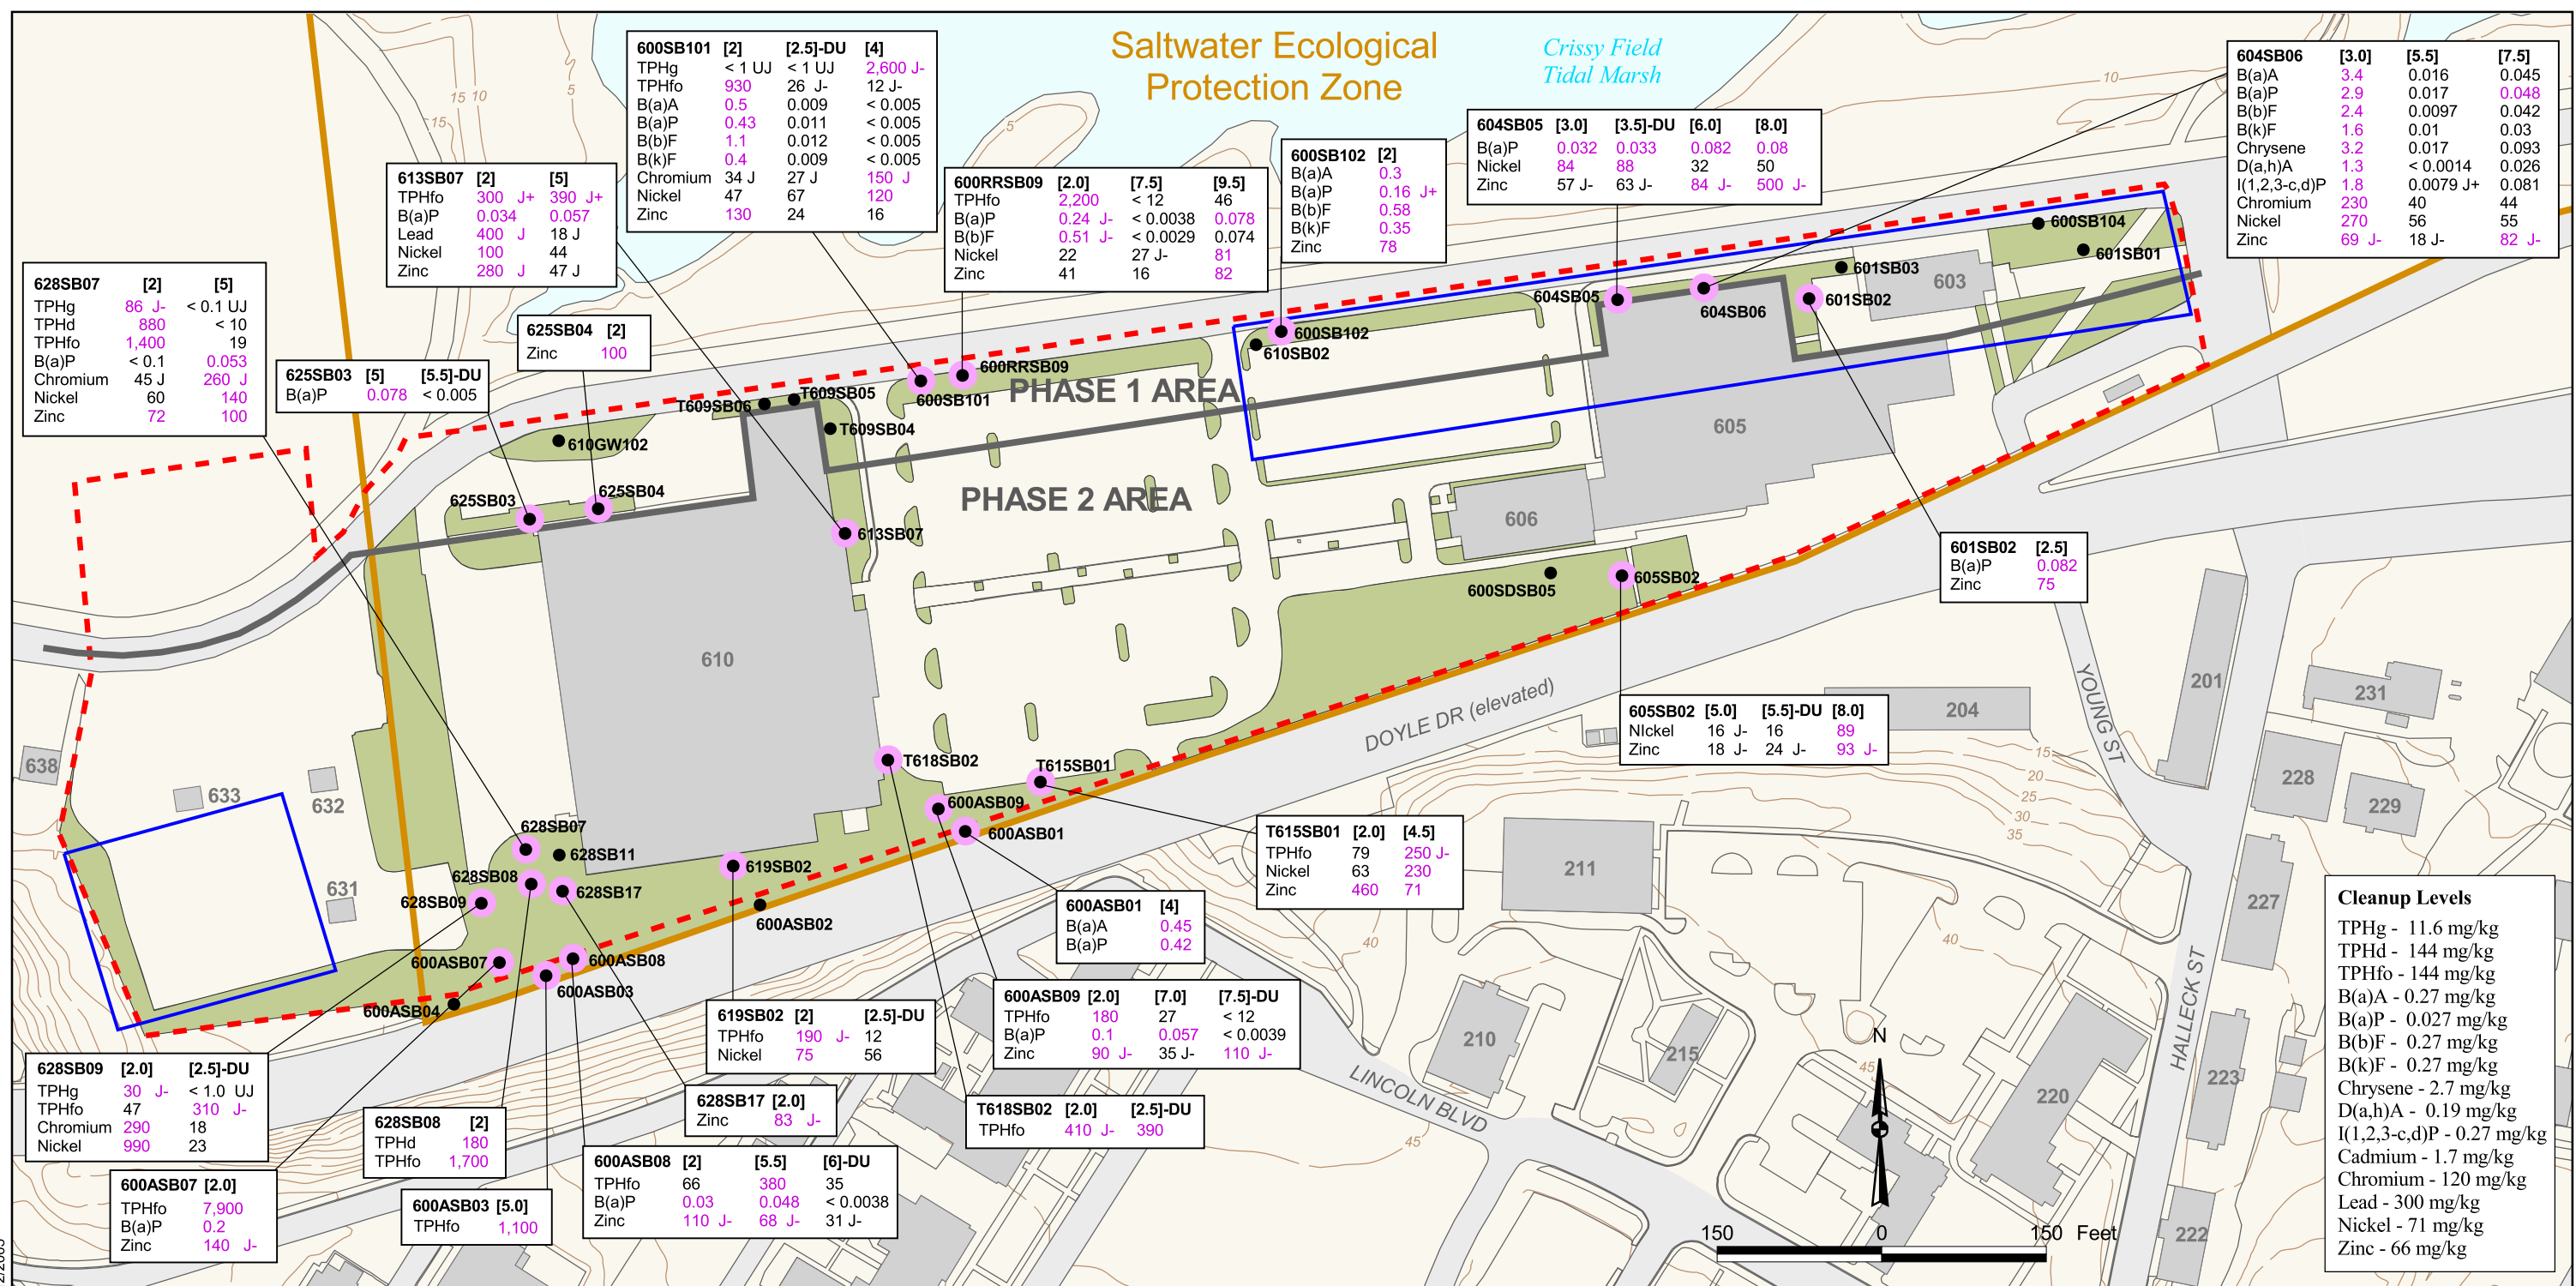 Saltwater Ecological
Protection Zone
Crissy Field
Tidal Marsh
600SB101 [2] [2.5]-DU [4]
TPHg < 1 UJ < 1 UJ 2,600 J-
TPHfo 930 26 J- 12 J-
B(a)A 0.5 0.009 < 0.005
B(a)P 0.43 0.011 < 0.005
B(b)F 1.1 0.012 < 0.005
B(k)F 0.4 0.009 < 0.005
Chromium 34 J 27 J 150 J
Nickel 47 67 120
Zinc 130 24 16
604SB06 [3.0] [5.5] [7.5]
B(a)A 3.4 0.016 0.045
B(a)P 2.9 0.017 0.048
B(b)F 2.4 0.0097 0.042
B(k)F 1.6 0.01 0.03
Chrysene 3.2 0.017 0.093
D(a,h)A 1.3 < 0.0014 0.026
I(1,2,3-c,d)P 1.8 0.0079 J+ 0.081
Chromium 230 40 44
Nickel 270 56 55
Zinc 69 J- 18 J- 82 J-
604SB05 [3.0] [3.5]-DU [6.0] [8.0]
B(a)P 0.032 0.033 0.082 0.08
Nickel 84 88 32 50
Zinc 57 J- 63 J- 84 J- 500 J-
600SB102 [2]
B(a)A 0.3
B(a)P 0.16 J+
B(b)F 0.58
B(k)F 0.35
Zinc 78
613SB07 [2] [5]
TPHfo 300 J+ 390 J+
B(a)P 0.034 0.057
Lead 400 J 18 J
Nickel 100 44
Zinc 280 J 47 J
600RRSB09 [2.0] [7.5] [9.5]
TPHfo 2,200 < 12 46
B(a)P 0.24 J- < 0.0038 0.078
B(b)F 0.51 J- < 0.0029 0.074
Nickel 22 27 J- 81
Zinc 41 16 82
628SB07 [2] [5]
TPHg 86 J- < 0.1 UJ
TPHd 880 < 10
TPHfo 1,400 19
B(a)P < 0.1 0.053
Chromium 45 J 260 J
Nickel 60 140
Zinc 72 100
625SB04 [2]
Zinc 100
625SB03 [5] [5.5]-DU
B(a)P 0.078 < 0.005
15 10
15
5
5
10
600SB104
601SB01
601SB03
603
604SB05
604SB06
601SB02
600SB102
610SB02
600RRSB09
600SB101
PHASE 1 AREA
T609SB05
T609SB06
T609SB04
610GW102
605
PHASE 2 AREA
625SB04
625SB03
613SB07
606
601SB02 [2.5]
B(a)P 0.082
Zinc 75
600SDSB05
605SB02
610
DOYLE DR (elevated)
YOUNG ST
201
231
204
605SB02 [5.0] [5.5]-DU [8.0]
NIckel 16 J- 16 89
Zinc 18 J- 24 J- 93 J-
15
20
25
30
35
638
633
632
631
T618SB02
T615SB01
600ASB09
600ASB01
228
229
T615SB01 [2.0] [4.5]
TPHfo 79 250 J-
Nickel 63 230
Zinc 460 71
628SB07
628SB11
628SB08
628SB17
628SB09
619SB02
600ASB02
211
227
600ASB01 [4]
B(a)A 0.45
B(a)P 0.42
40
40
600ASB07
600ASB08
600ASB03
600ASB04
Cleanup Levels
TPHg - 11.6 mg/kg
TPHd - 144 mg/kg
TPHfo - 144 mg/kg
B(a)A - 0.27 mg/kg
B(a)P - 0.027 mg/kg
B(b)F - 0.27 mg/kg
B(k)F - 0.27 mg/kg
Chrysene - 2.7 mg/kg
D(a,h)A - 0.19 mg/kg
I(1,2,3-c,d)P - 0.27 mg/kg
Cadmium - 1.7 mg/kg
Chromium - 120 mg/kg
Lead - 300 mg/kg
Nickel - 71 mg/kg
Zinc - 66 mg/kg
600ASB09 [2.0] [7.0] [7.5]-DU
TPHfo 180 27 < 12
B(a)P 0.1 0.057 < 0.0039
Zinc 90 J- 35 J- 110 J-
619SB02 [2] [2.5]-DU
TPHfo 190 J- 12
Nickel 75 56
210
215
220
223
222
HALLECK ST
LINCOLN BLVD
45
45
628SB09 [2.0] [2.5]-DU
TPHg 30 J- < 1.0 UJ
TPHfo 47 310 J-
Chromium 290 18
Nickel 990 23
628SB17 [2.0]
Zinc 83 J-
T618SB02 [2.0] [2.5]-DU
TPHfo 410 J- 390
628SB08 [2]
TPHd 180
TPHfo 1,700
600ASB08 [2] [5.5] [6]-DU
TPHfo 66 380 35
B(a)P 0.03 0.048 < 0.0038
Zinc 110 J- 68 J- 31 J-
600ASB07 [2.0]
TPHfo 7,900
B(a)P 0.2
Zinc 140 J-
600ASB03 [5.0]
TPHfo 1,100
N
150 0 150 Feet